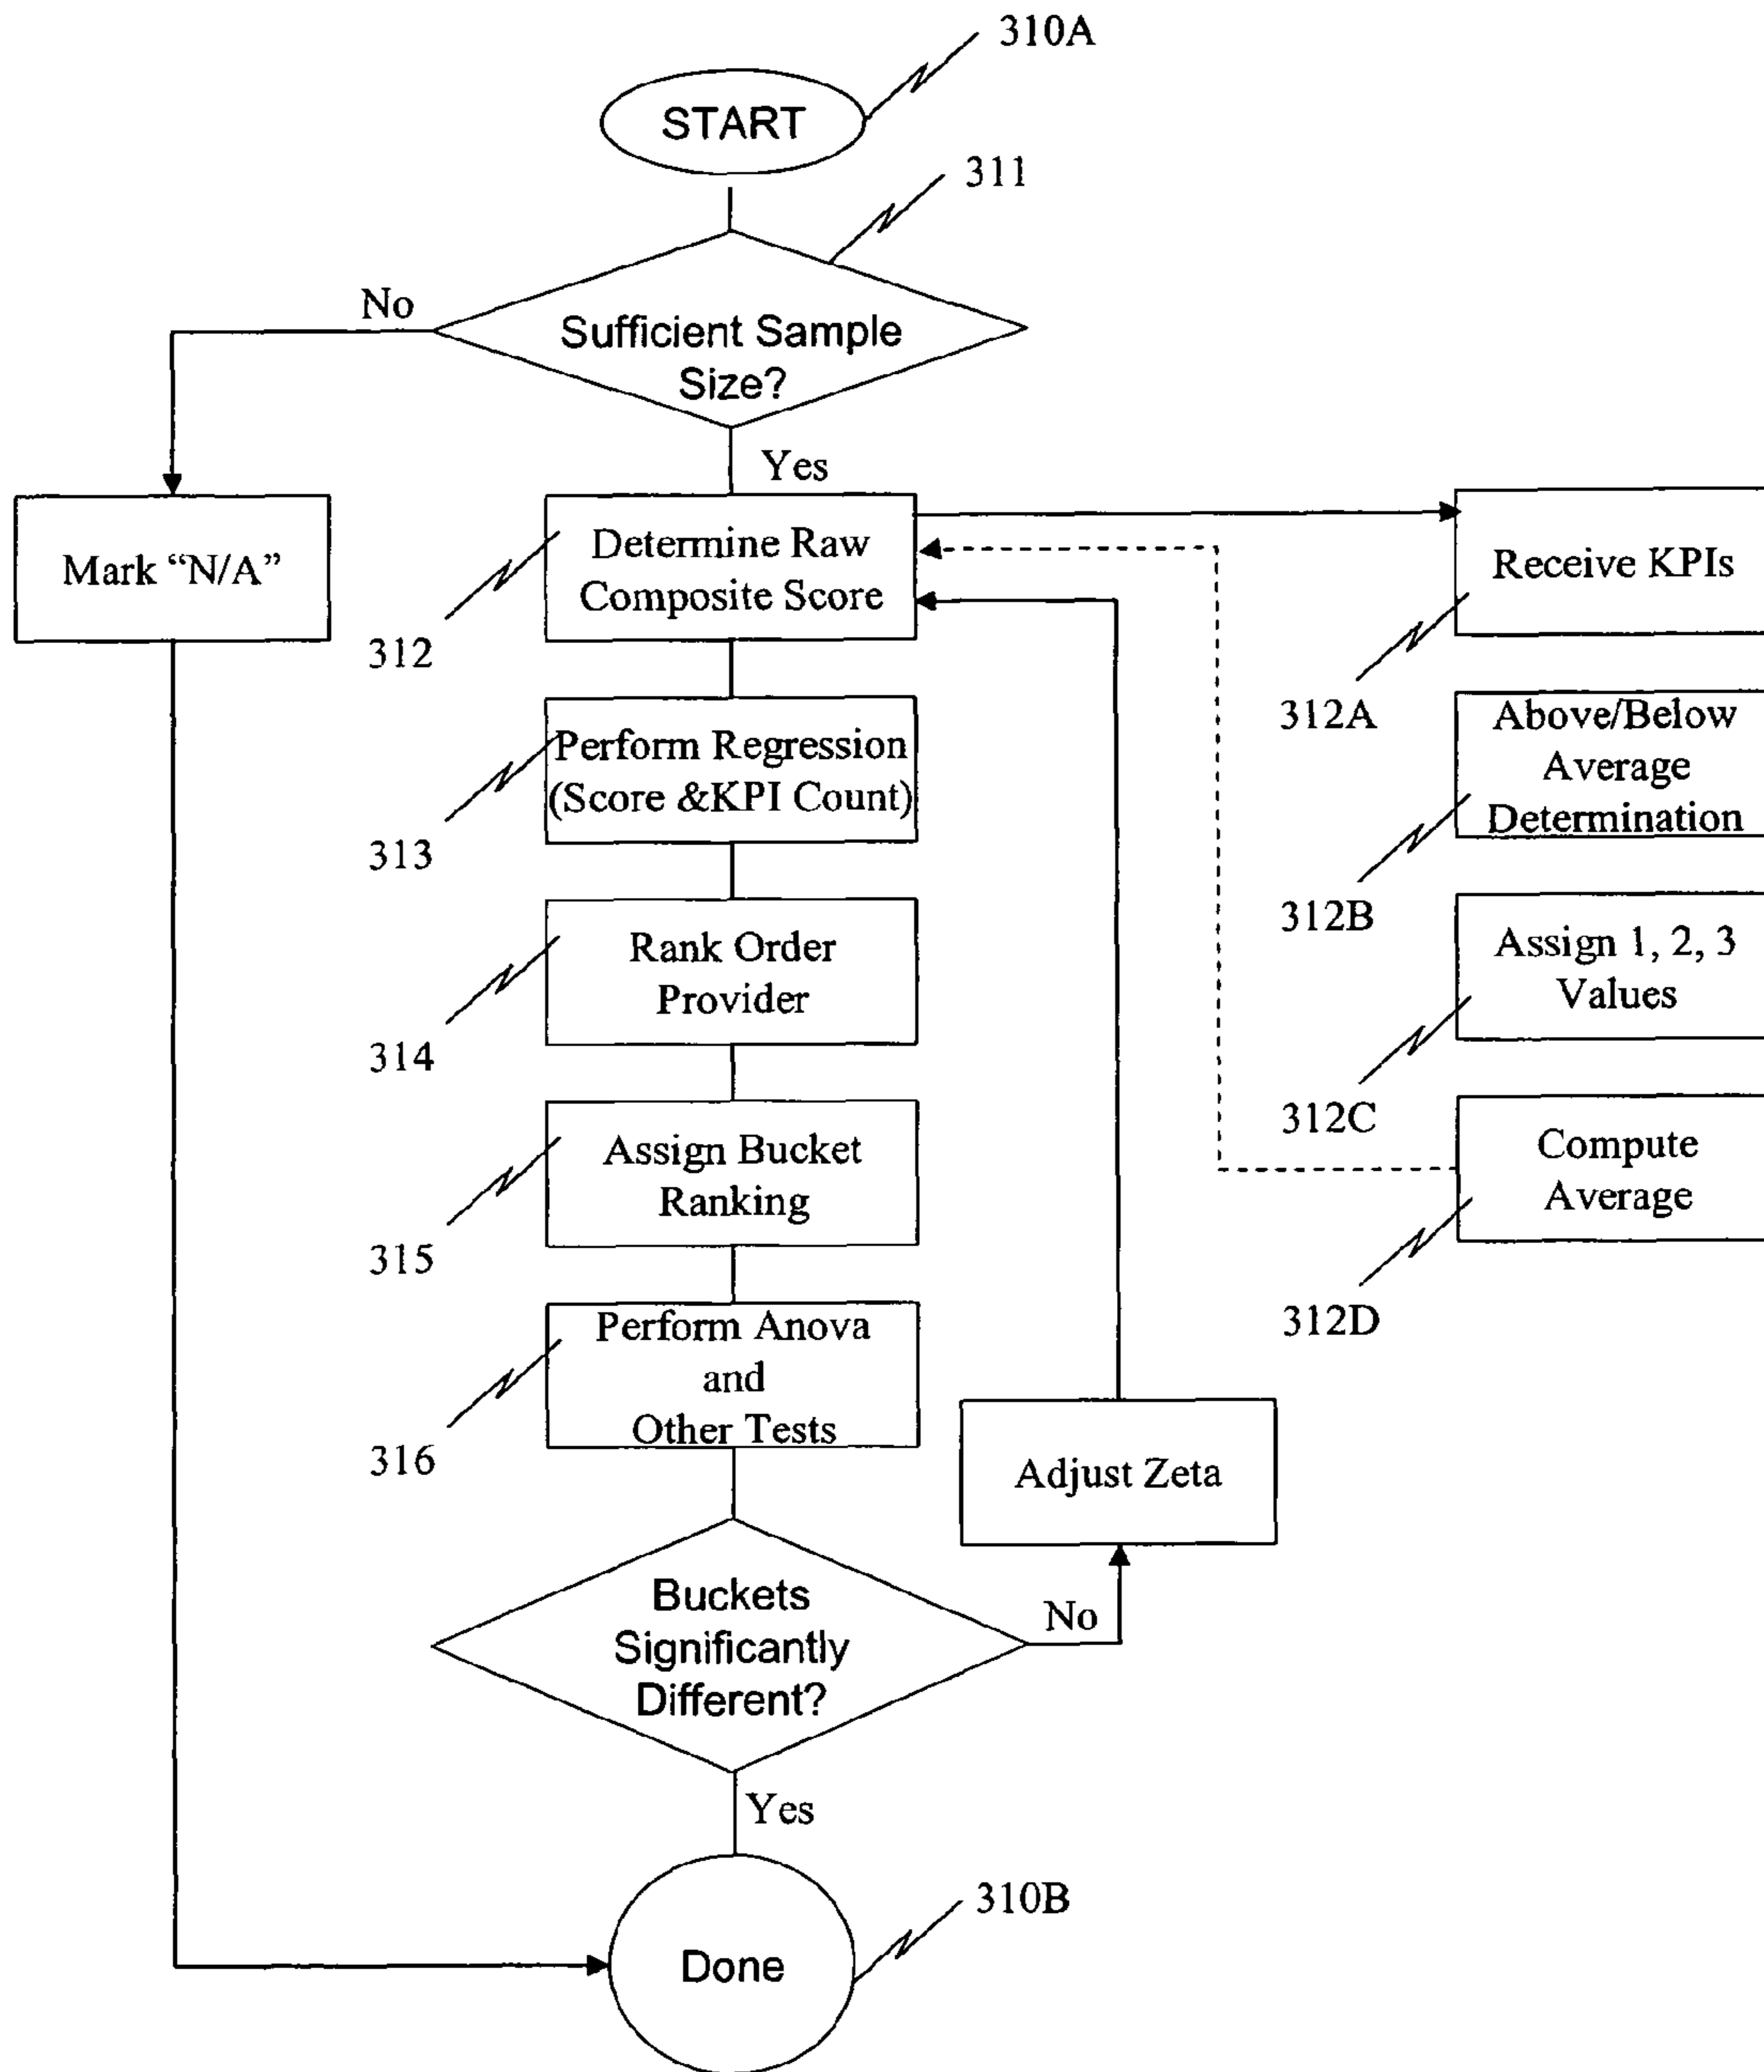 310A
START
311
No
Sufficient Sample
Size?
Yes
Mark “N/A”
Determine Raw
Composite Score
Receive KPIs
312
312A
Perform Regression
(Score &KPI Count)
Above/Below
Average
Determination
313
312B
Rank Order
Provider
Assign 1, 2, 3
Values
314
312C
Assign Bucket
Ranking
Compute
Average
315
312D
Perform Anova
and
Other Tests
316
Adjust Zeta
Buckets
Significantly
Different?
No
Yes
310B
Done